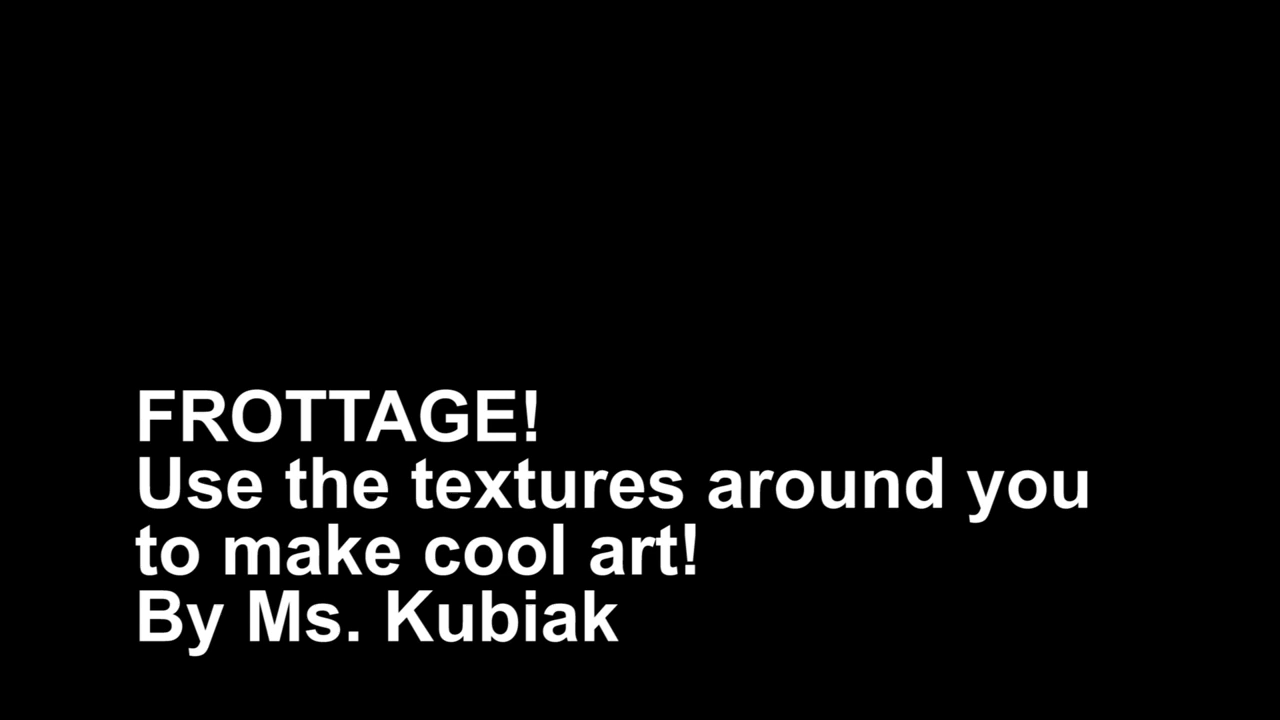 FROTTAGE!
Use the textures around you
to make cool art!
By Ms. Kubiak